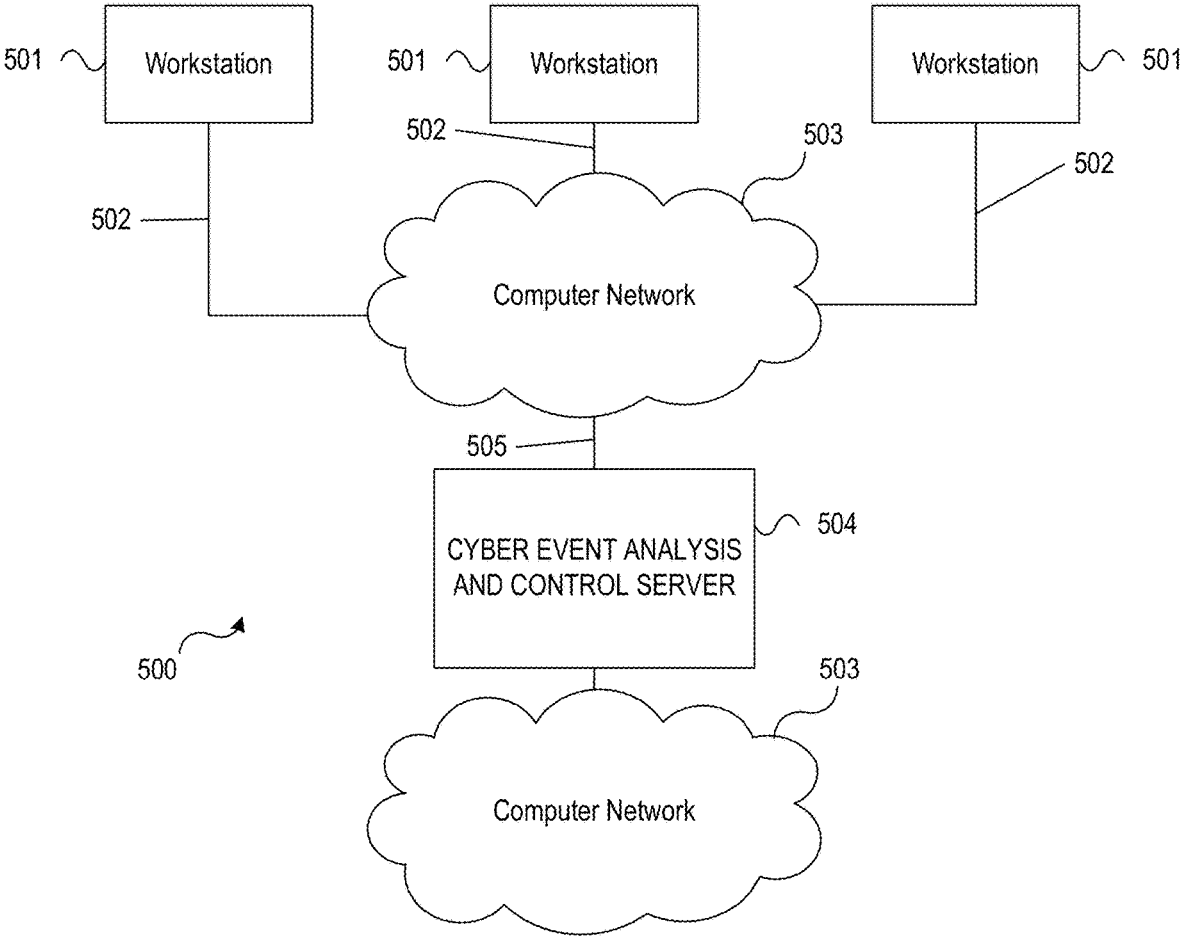 501
Workstation
501
Workstation
Workstation
501
502
503
502
502
Computer Network
505
504
CYBER EVENT ANALYSIS
AND CONTROL SERVER
500
503
Computer Network